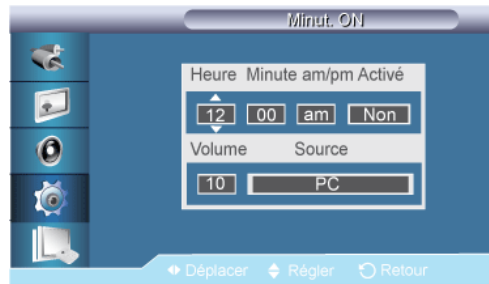 Minut. ON
Heure Minute am/pm Activé
12 00 am Non
Volume Source
10 PC
Déplacer Régler Retour